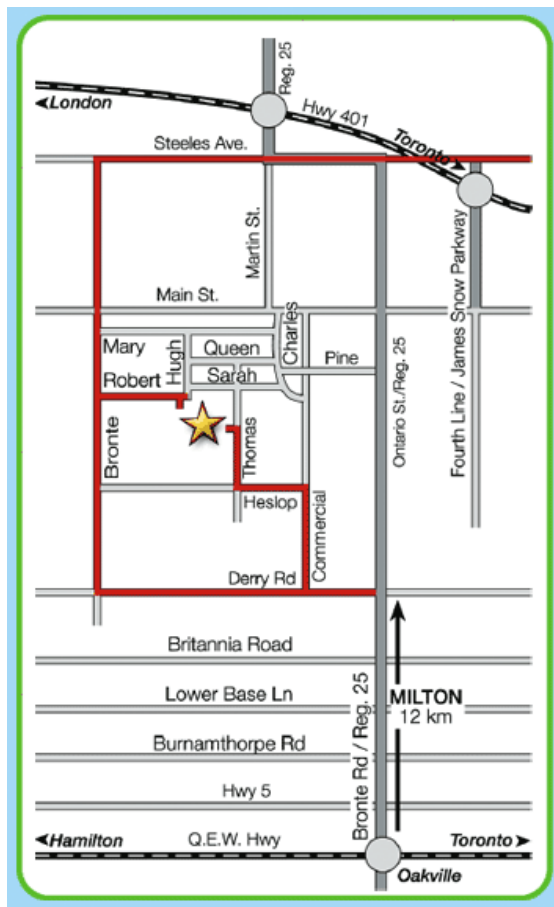 Reg. 25
London
Hwy 401
Steeles Ave.
Toronto
Martin St.
Main St.
Charles
Mary
Hugh
Queen
Pine
Robert
Sarah
Ontario St./Reg. 25
Fourth Line / James Snow Parkway
Bronte
Thomas
Heslop
Commercial
Derry Rd
Britannia Road
Lower Base Ln
MILTON
12 km
Burnamthorpe Rd
Bronte Rd / Reg. 25
Hwy 5
Hamilton
Q.E.W. Hwy
Toronto
Oakville